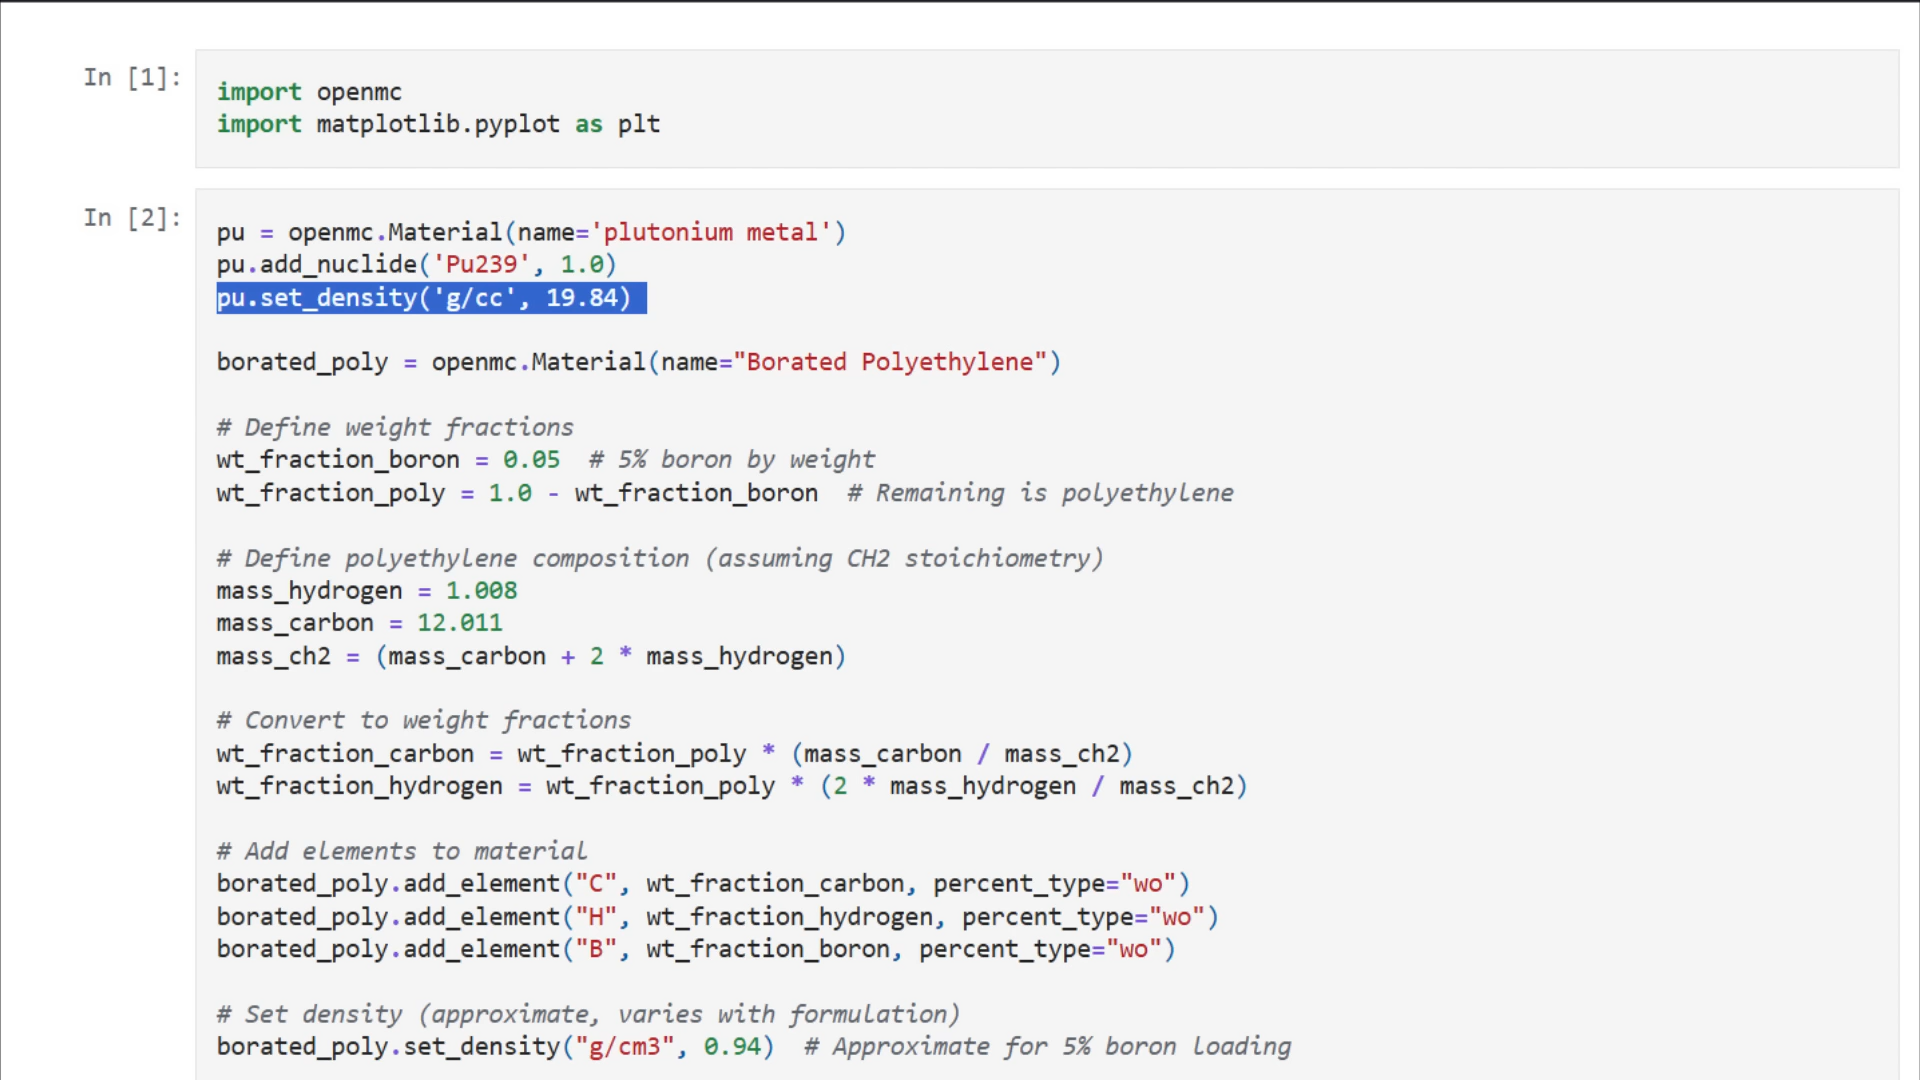 In [1]:
import openmc
import matplotlib.pyplot as plt
In [2]:
pu = openmc.Material(name='plutonium metal')
pu.add_nuclide('Pu239', 1.0)
pu.set_density('g/cc', 19.84)
borated_poly = openmc.Material(name="Borated Polyethylene")
# Define weight fractions
wt_fraction_boron = 0.05  # 5% boron by weight
wt_fraction_poly = 1.0 - wt_fraction_boron  # Remaining is polyethylene
# Define polyethylene composition (assuming CH2 stoichiometry)
mass_hydrogen = 1.008
mass_carbon = 12.011
mass_ch2 = (mass_carbon + 2 * mass_hydrogen)
# Convert to weight fractions
wt_fraction_carbon = wt_fraction_poly * (mass_carbon / mass_ch2)
wt_fraction_hydrogen = wt_fraction_poly * (2 * mass_hydrogen / mass_ch2)
# Add elements to material
borated_poly.add_element("C", wt_fraction_carbon, percent_type="wo")
borated_poly.add_element("H", wt_fraction_hydrogen, percent_type="wo")
borated_poly.add_element("B", wt_fraction_boron, percent_type="wo")
# Set density (approximate, varies with formulation)
borated_poly.set_density("g/cm3", 0.94)  # Approximate for 5% boron loading